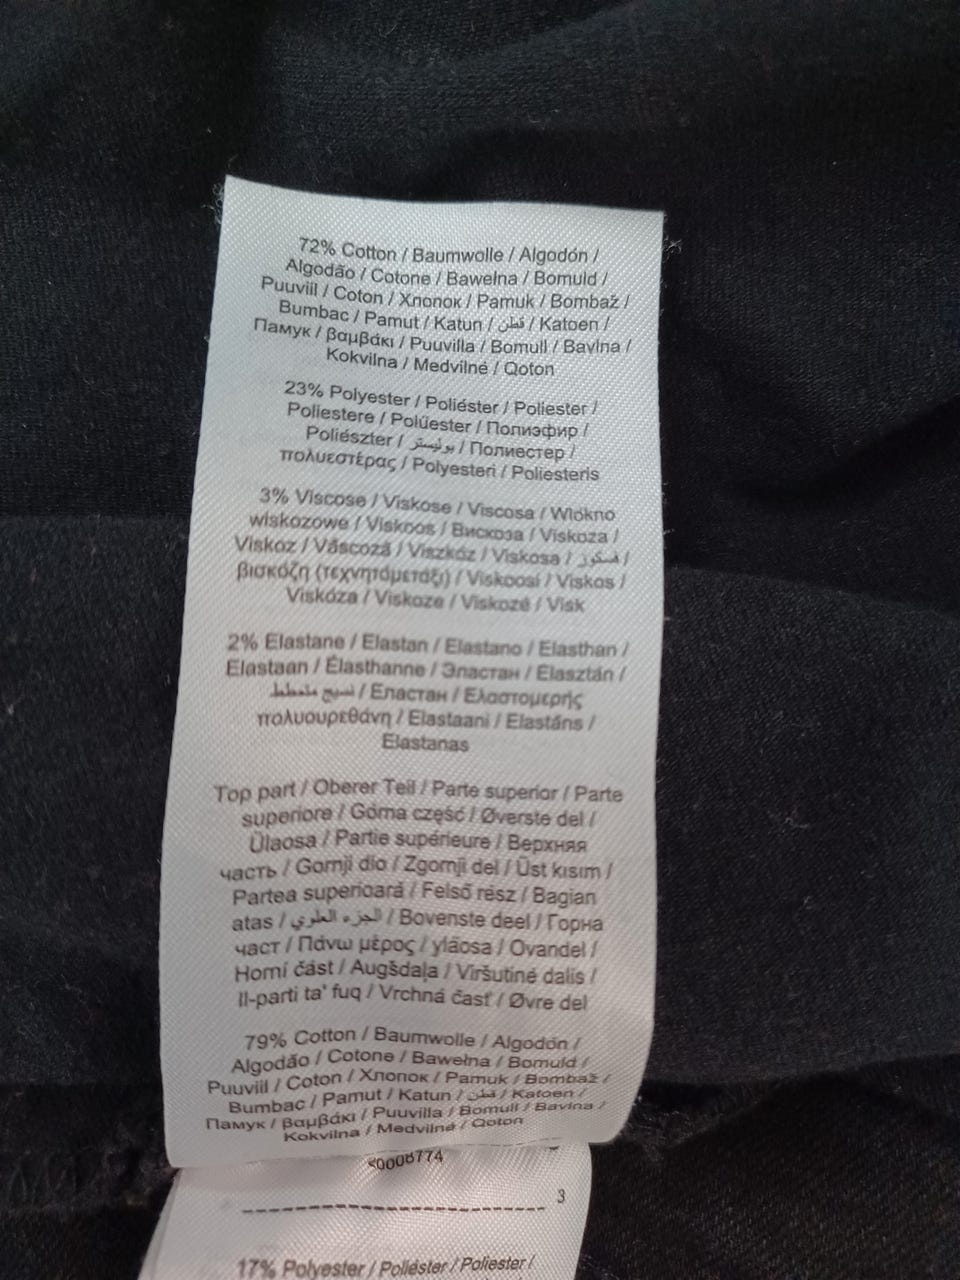 72% Cotton / Baumwolle / Algodón /
Algodão / Cotone / Bawełna / Bomuld /
Puuviil / Coton / Хлопок / Pamuk / Bombaž /
Bumbac / Pamut / Katun / قطن / Katoen /
Памук / βαμβάκι / Puuvilla / Bomull / Bavlna /
Kokvilna / Medvilné / Qoton
23% Polyester / Poliéster / Poliester /
Poliestere / Polüester / Полиэфир /
Poliészter / بوليستر / Полиестер /
πολυεστέρας / Polyesteri / Poliesteris
3% Viscose / Viskose / Viscosa / Włókno
wiskozowe / Viskoos / Вискоза / Viskoza /
Viskoz / Vâscoză / Viszkóz / Viskosa / فسكوز /
βισκόζη (τεχνητόμετάξι) / Viskoosi / Viskos /
Viskóza / Viskoze / Viskozé / Visk
2% Elastane / Elastan / Elastano / Elasthan /
Elastaan / Élasthanne / Эластан / Elasztán /
نسيج مطط / Еластан / Ελαστομερής
πολυουρεθάνη / Elastaani / Elastāns /
Elastanas
Top part / Oberer Teil / Parte superior / Parte
superiore / Górna część / Øverste del /
Ülaosa / Partie supérieure / Верхняя
часть / Gornji dio / Zgornji del / Üst kısım /
Partea superioară / Felső rész / Bagian
atas / الجزء العلوي / Bovenste deel / Горна
част / Πάνω μέρος / yläosa / Ovandel /
Horní část / Augšdaļa / Viršutiné dalis /
Il-parti ta' fuq / Vrchná časť / Øvre del
79% Cotton / Baumwolle / Algodón /
Algodão / Cotone / Bawełna / Bomuld /
Puuviil / Coton / Хлопок / Pamuk / Bombaž /
Bumbac / Pamut / Katun / قطن / Katoen /
Памук / βαμβάκι / Puuvilla / Bomull / Bavlna /
Kokvilna / Medvilné / Qoton
3
17% Polyester / Poliéster / Poliester /